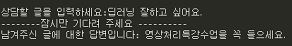 상담할 글을 입력하세요:딥러닝 잘하고 싶어요.
--------잠시만 기다려 주세요 ----------
남겨주신 글에 대한 답변입니다: 영상처리특강수업을 꼭 들으세요.